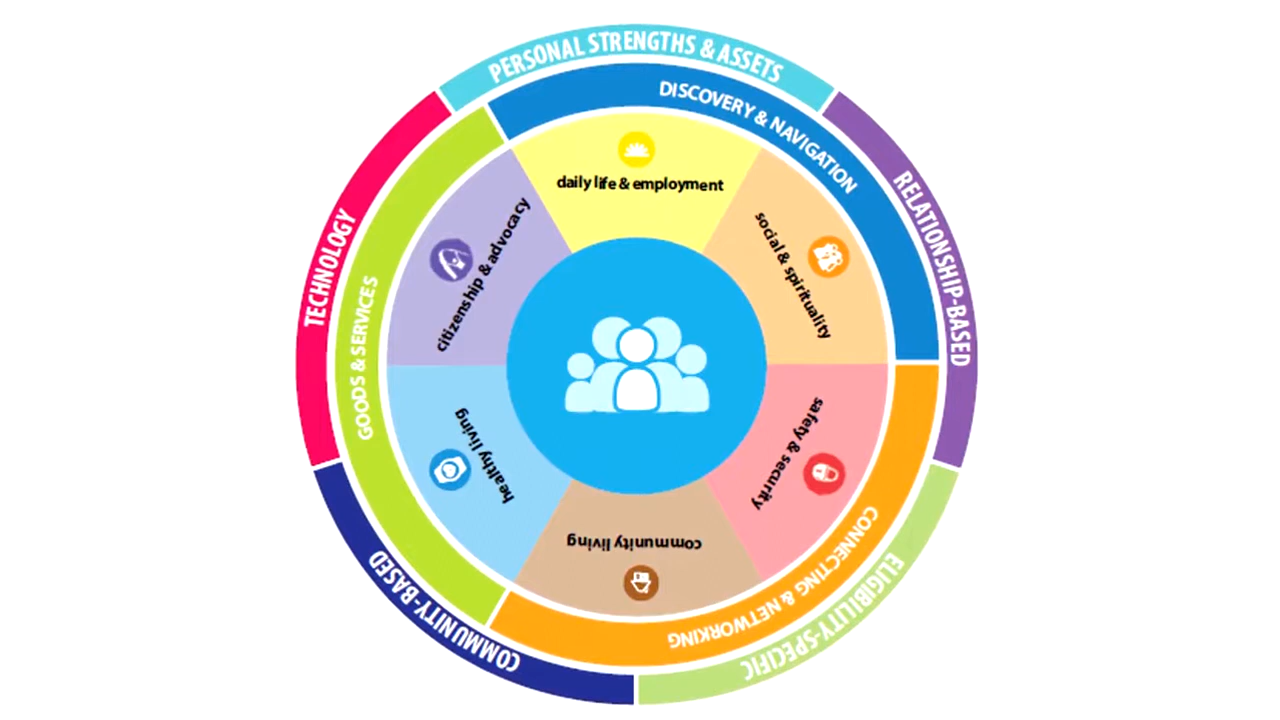 PERSONAL STRENGTHS & ASSETS
RELATIONSHIP-BASED
ELIGIBILITY-SPECIFIC
COMMUNITY-BASED
TECHNOLOGY
DISCOVERY & NAVIGATION
CONNECTING & NETWORKING
GOODS & SERVICES
daily life & employment
social & spirituality
safety & security
community living
healthy living
citizenship & advocacy